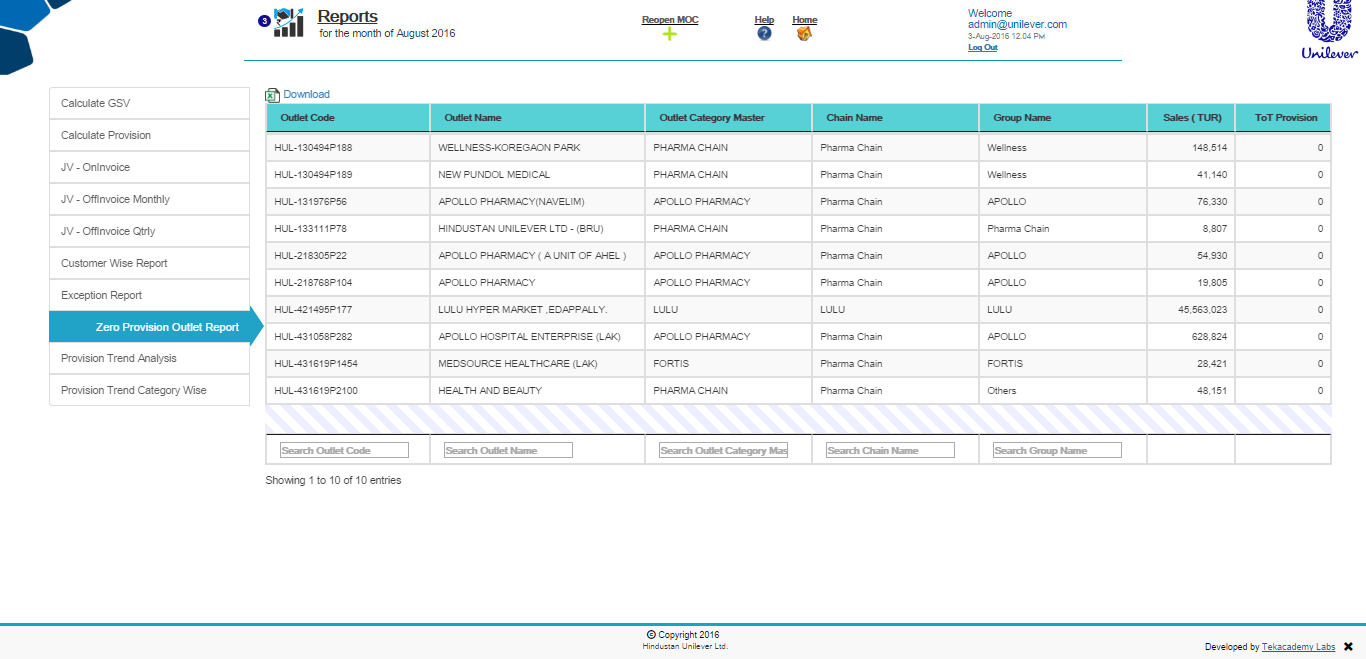 3
Reports
for the month of August 2016
Reopen MOC
Help
Home
Welcome
admin@unilever.com
3-Aug-2016 12.04 PM
Log Out
Unilever
Calculate GSV
Calculate Provision
JV - OnInvoice
JV - OffInvoice Monthly
JV - OffInvoice Qtrly
Customer Wise Report
Exception Report
Zero Provision Outlet Report
Provision Trend Analysis
Provision Trend Category Wise
Download
Outlet Code Outlet Name Outlet Category Master Chain Name Group Name Sales ( TUR) ToT Provision
HUL-130494P188 WELLNESS-KOREGAON PARK PHARMA CHAIN Pharma Chain Wellness 148,514 0
HUL-130494P189 NEW PUNDOL MEDICAL PHARMA CHAIN Pharma Chain Wellness 41,140 0
HUL-131976P56 APOLLO PHARMACY(NAVELIM) APOLLO PHARMACY Pharma Chain APOLLO 76,330 0
HUL-133111P78 HINDUSTAN UNILEVER LTD - (BRU) PHARMA CHAIN Pharma Chain Pharma Chain 8,807 0
HUL-218305P22 APOLLO PHARMACY ( A UNIT OF AHEL ) APOLLO PHARMACY Pharma Chain APOLLO 54,930 0
HUL-218768P104 APOLLO PHARMACY APOLLO PHARMACY Pharma Chain APOLLO 19,805 0
HUL-421495P177 LULU HYPER MARKET ,EDAPPALLY. LULU LULU LULU 45,563,023 0
HUL-431058P282 APOLLO HOSPITAL ENTERPRISE (LAK) APOLLO PHARMACY Pharma Chain APOLLO 628,824 0
HUL-431619P1454 MEDSOURCE HEALTHCARE (LAK) FORTIS Pharma Chain FORTIS 28,421 0
HUL-431619P2100 HEALTH AND BEAUTY PHARMA CHAIN Pharma Chain Others 48,151 0
Search Outlet Code Search Outlet Name Search Outlet Category Mas Search Chain Name Search Group Name
Showing 1 to 10 of 10 entries
© Copyright 2016
Hindustan Unilever Ltd.
Developed by Tekacademy Labs